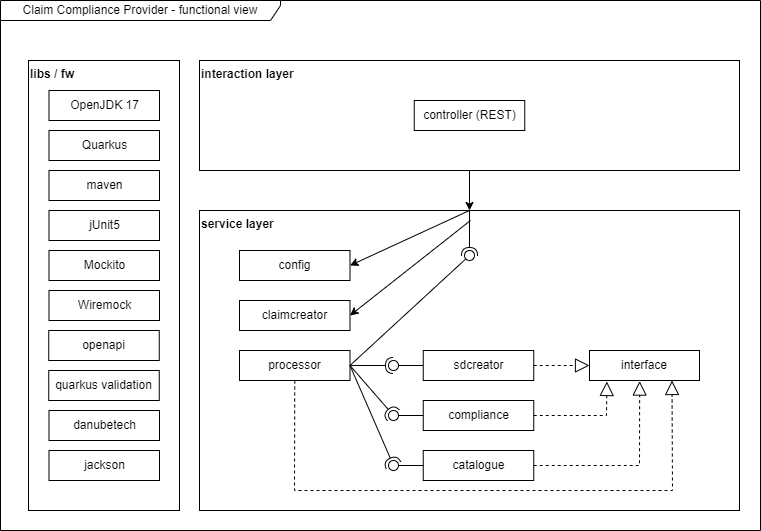 Claim Compliance Provider - functional view
libs / fw
OpenJDK 17
Quarkus
maven
jUnit5
Mockito
Wiremock
openapi
quarkus validation
danubetech
jackson
interaction layer
controller (REST)
service layer
config
claimcreator
processor
sdcreator
interface
compliance
catalogue